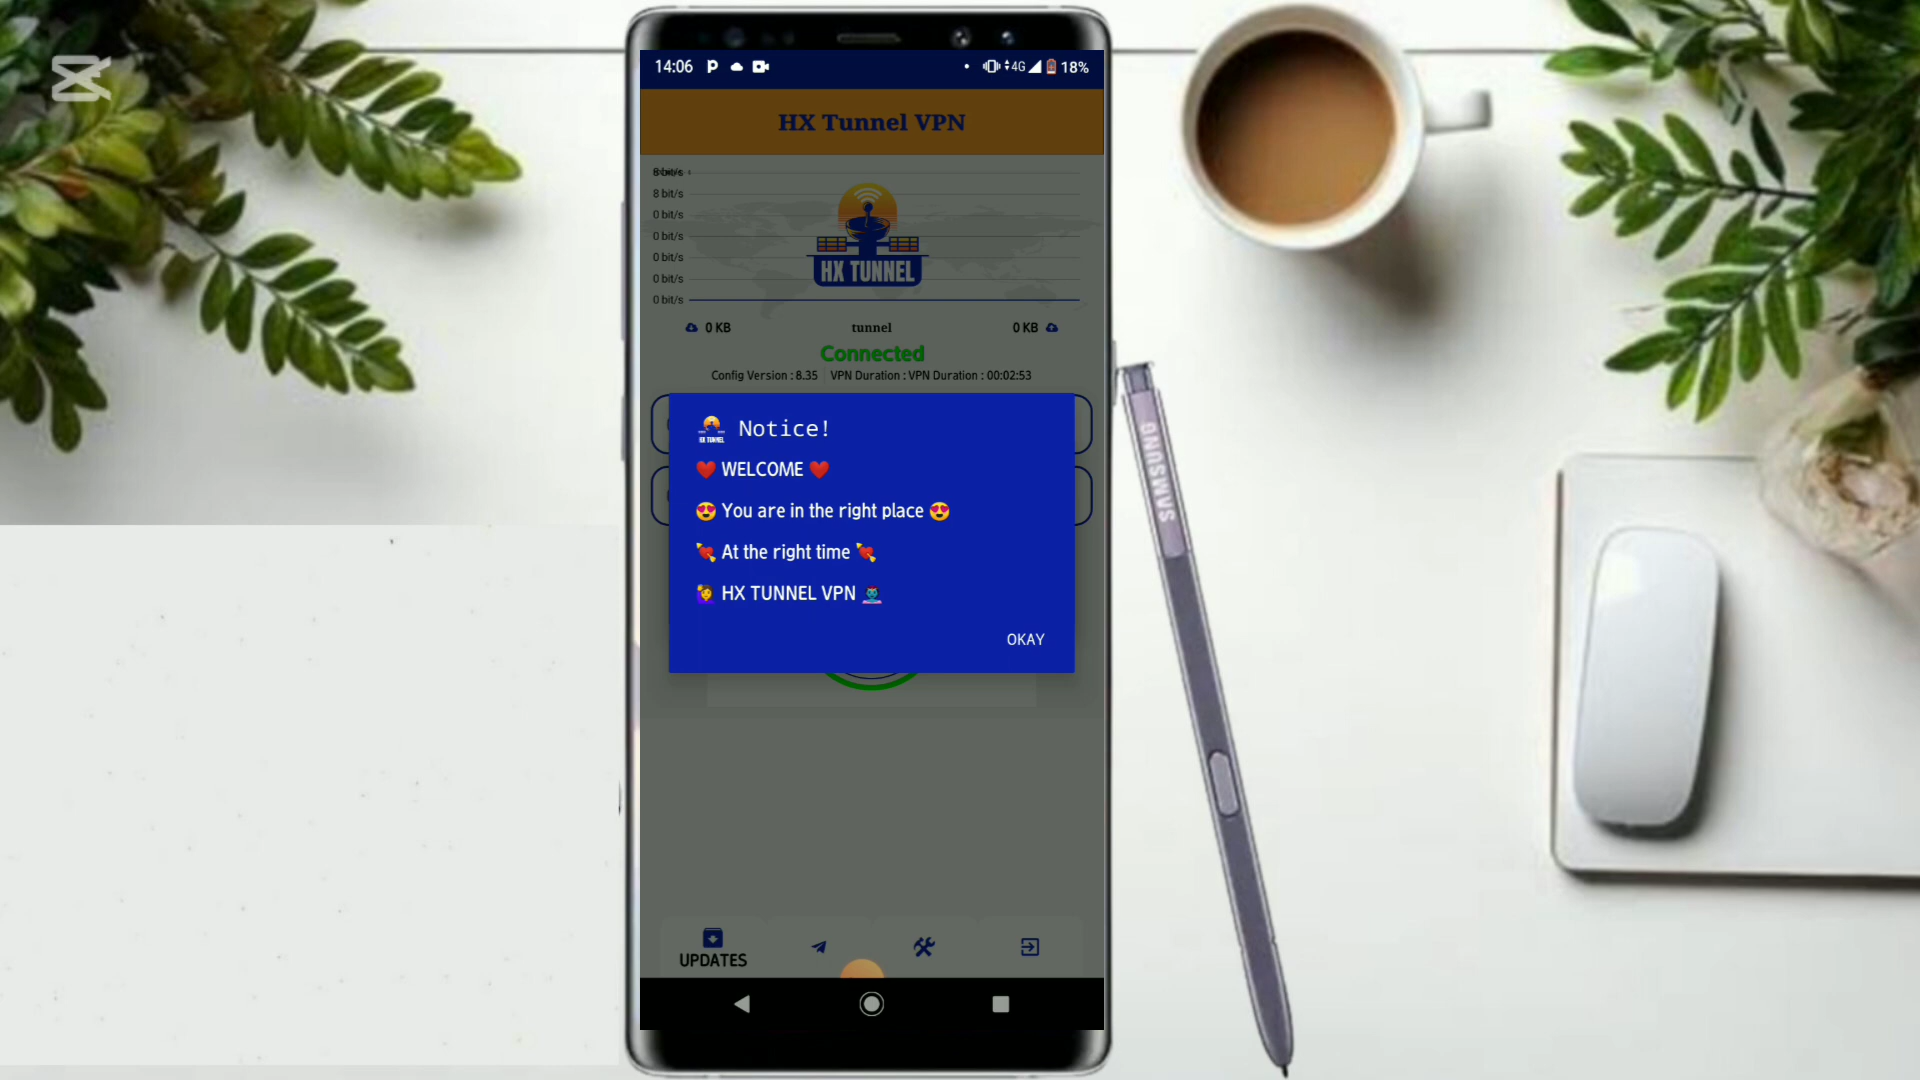 14:06
4G 18%
HX Tunnel VPN
8 bit/s
0 bit/s
0 bit/s
0 bit/s
0 bit/s
0 bit/s
HX TUNNEL
0 KB tunnel 0 KB
Connected
Config Version : 8.35 VPN Duration : VPN Duration : 00:02:53
HX TUNNEL Notice!
❤️ WELCOME ❤️
😍 You are in the right place 😍
💘 At the right time 💘
🙋 HX TUNNEL VPN 🧟
OKAY
UPDATES
SAMSUNG